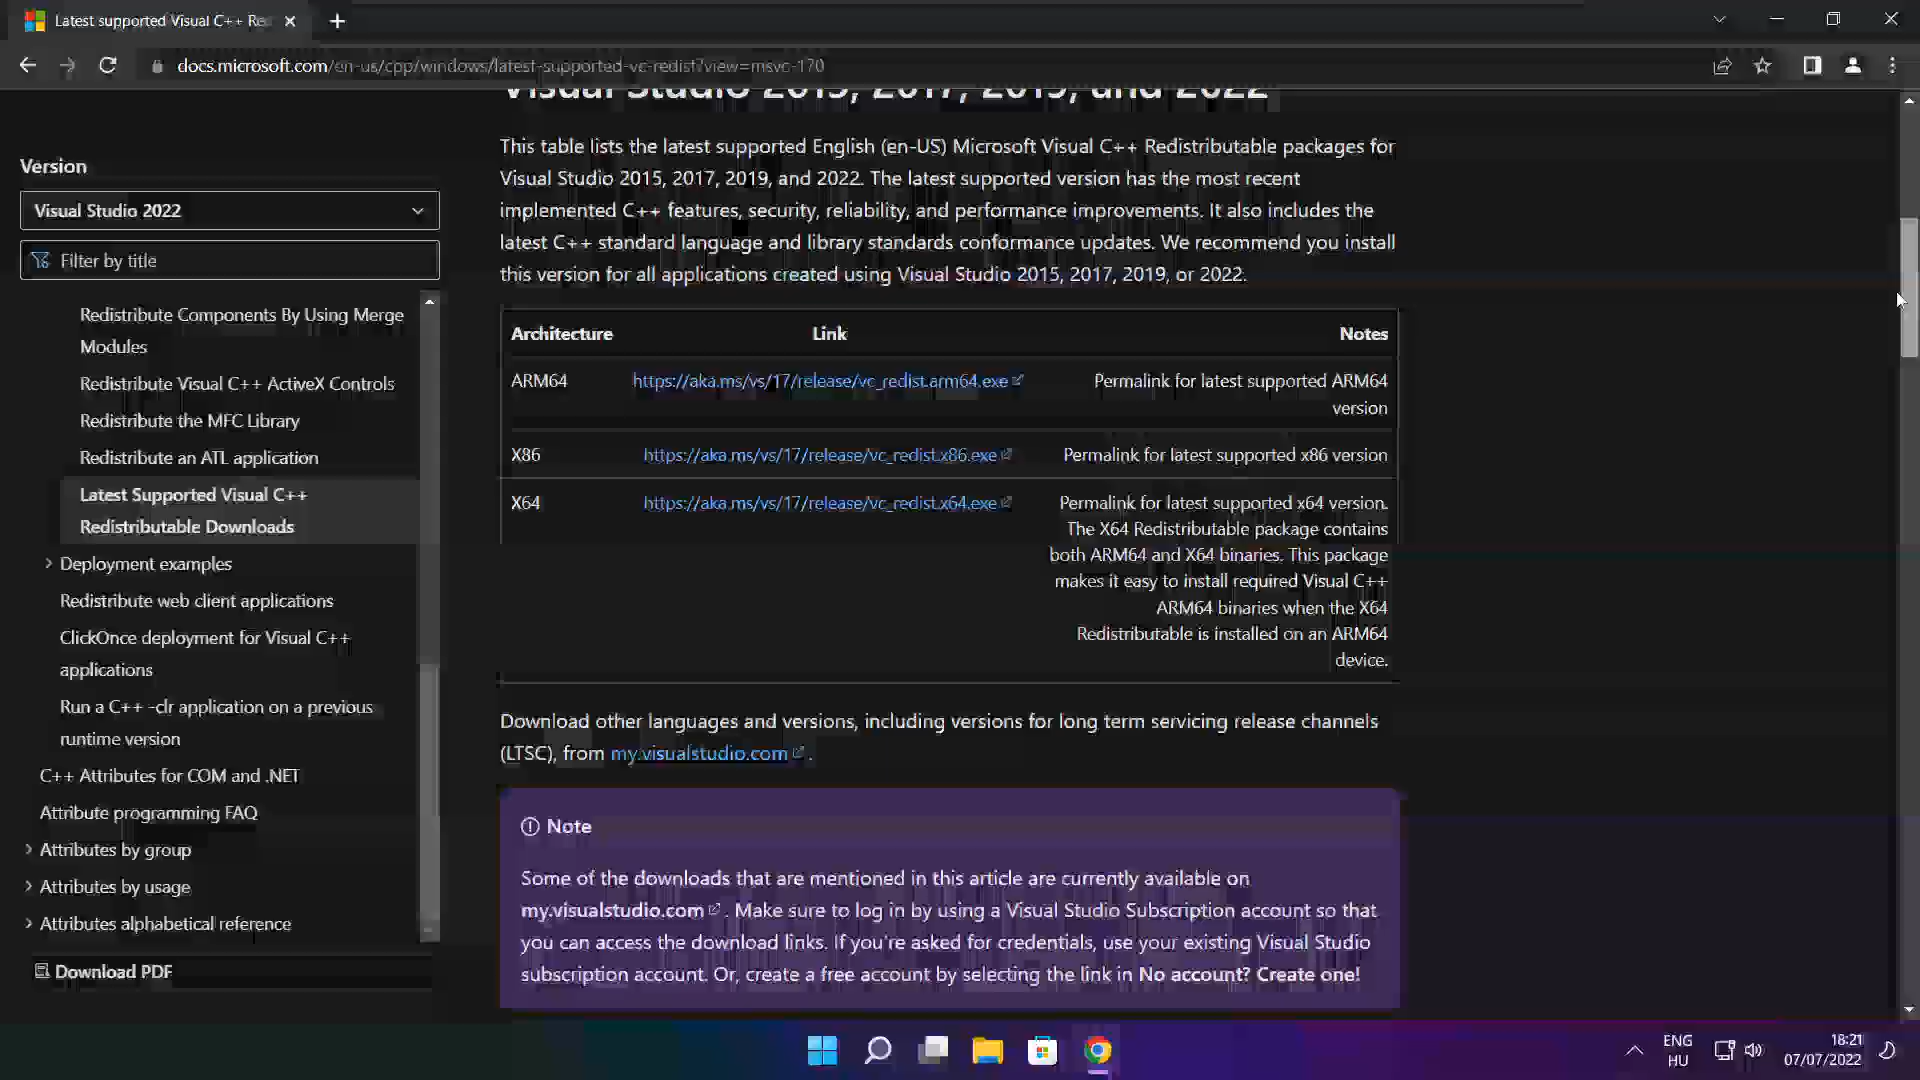 Latest supported Visual C++ Re
docs.microsoft.com/en-us/cpp/windows/latest-supported-vc-redist?view=msvc-170
Version
Visual Studio 2022
Filter by title
Redistribute Components By Using Merge
Modules
Redistribute Visual C++ ActiveX Controls
Redistribute the MFC Library
Redistribute an ATL application
Latest Supported Visual C++
Redistributable Downloads
Deployment examples
Redistribute web client applications
ClickOnce deployment for Visual C++
applications
Run a C++ -clr application on a previous
runtime version
C++ Attributes for COM and .NET
Attribute programming FAQ
Attributes by group
Attributes by usage
Attributes alphabetical reference
Download PDF
Visual Studio 2015, 2017, 2019, and 2022
This table lists the latest supported English (en-US) Microsoft Visual C++ Redistributable packages for
Visual Studio 2015, 2017, 2019, and 2022. The latest supported version has the most recent
implemented C++ features, security, reliability, and performance improvements. It also includes the
latest C++ standard language and library standards conformance updates. We recommend you install
this version for all applications created using Visual Studio 2015, 2017, 2019, or 2022.
Architecture Link Notes
ARM64 https://aka.ms/vs/17/release/vc_redist.arm64.exe Permalink for latest supported ARM64
version
X86 https://aka.ms/vs/17/release/vc_redist.x86.exe Permalink for latest supported x86 version
X64 https://aka.ms/vs/17/release/vc_redist.x64.exe Permalink for latest supported x64 version.
The X64 Redistributable package contains
both ARM64 and X64 binaries. This package
makes it easy to install required Visual C++
ARM64 binaries when the X64
Redistributable is installed on an ARM64
device.
Download other languages and versions, including versions for long term servicing release channels
(LTSC), from my.visualstudio.com .
Note
Some of the downloads that are mentioned in this article are currently available on
my.visualstudio.com . Make sure to log in by using a Visual Studio Subscription account so that
you can access the download links. If you're asked for credentials, use your existing Visual Studio
subscription account. Or, create a free account by selecting the link in No account? Create one!
ENG
HU
18:21
07/07/2022